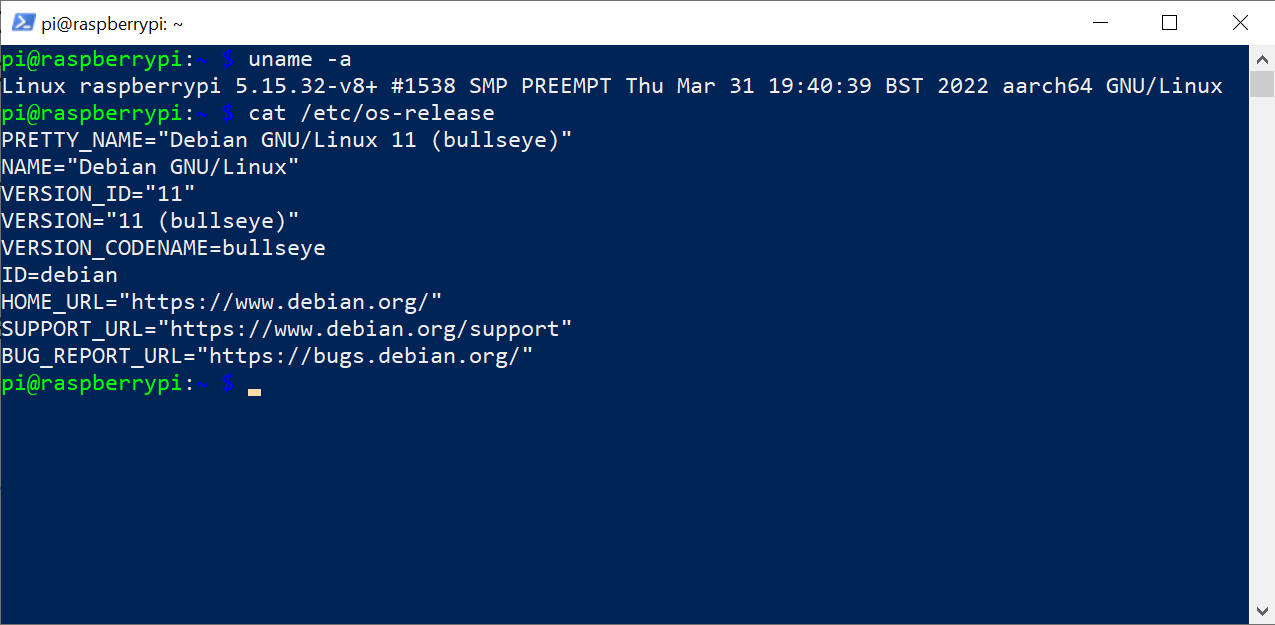 pi@raspberrypi: ~
pi@raspberrypi:~ $ uname -a
Linux raspberrypi 5.15.32-v8+ #1538 SMP PREEMPT Thu Mar 31 19:40:39 BST 2022 aarch64 GNU/Linux
pi@raspberrypi:~ $ cat /etc/os-release
PRETTY_NAME="Debian GNU/Linux 11 (bullseye)"
NAME="Debian GNU/Linux"
VERSION_ID="11"
VERSION="11 (bullseye)"
VERSION_CODENAME=bullseye
ID=debian
HOME_URL="https://www.debian.org/"
SUPPORT_URL="https://www.debian.org/support"
BUG_REPORT_URL="https://bugs.debian.org/"
pi@raspberrypi:~ $